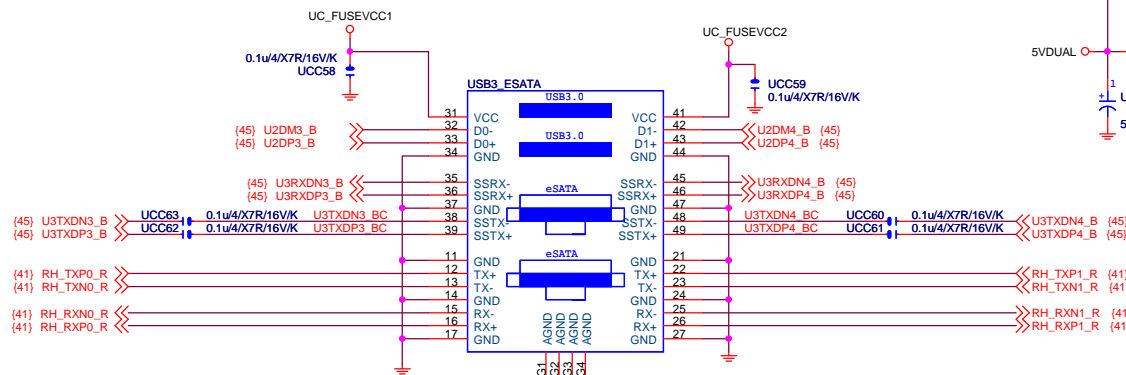 UC_FUSEVCC1
0.1u/4/X7R/16V/K
UCC58
UC_FUSEVCC2
UCC59
0.1u/4/X7R/16V/K
5VDUAL
1
+
U
5
USB3_ESATA
USB3.0
USB3.0
eSATA
eSATA
31 VCC
32 D0-
33 D0+
34 GND
35 SSRX-
36 SSRX+
37 GND
38 SSTX-
39 SSTX+
11 GND
12 TX+
13 TX-
14 GND
15 RX-
16 RX+
17 GND
VCC 41
D1- 42
D1+ 43
GND 44
SSRX- 45
SSRX+ 46
GND 47
SSTX- 48
SSTX+ 49
GND 21
TX+ 22
TX- 23
GND 24
RX- 25
RX+ 26
GND 27
AGND
AGND
AGND
AGND
G1
G2
G3
G4
{45} U2DM3_B
{45} U2DP3_B
{45} U3RXDN3_B
{45} U3RXDP3_B
{45} U3TXDN3_B UCC63 0.1u/4/X7R/16V/K U3TXDN3_BC
{45} U3TXDP3_B UCC62 0.1u/4/X7R/16V/K U3TXDP3_BC
{41} RH_TXP0_R
{41} RH_TXN0_R
{41} RH_RXN0_R
{41} RH_RXP0_R
U2DM4_B {45}
U2DP4_B {45}
U3RXDN4_B {45}
U3RXDP4_B {45}
U3TXDN4_BC UCC60 0.1u/4/X7R/16V/K U3TXDN4_B {45}
U3TXDP4_BC UCC61 0.1u/4/X7R/16V/K U3TXDP4_B {45}
RH_TXP1_R {41}
RH_TXN1_R {41
RH_RXN1_R {41
RH_RXP1_R {41